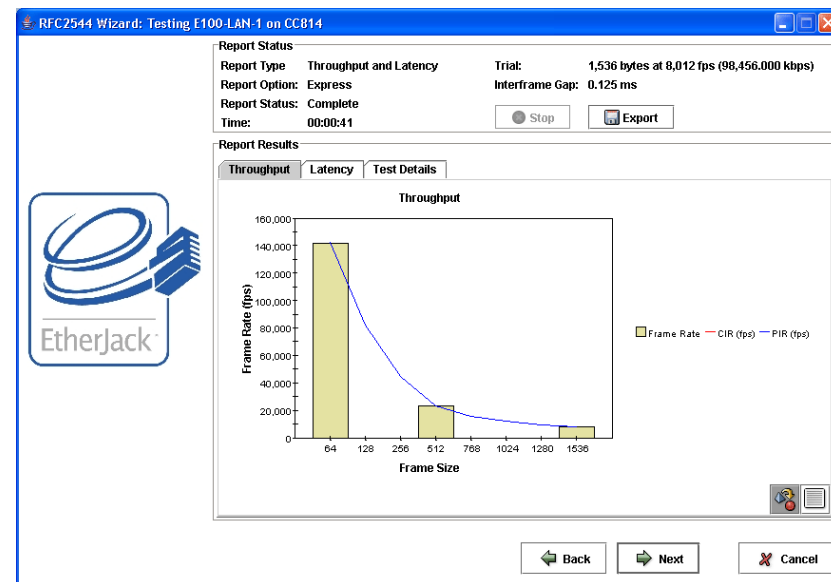 RFC2544 Wizard: Testing E100-LAN-1 on CC814
Report Status
Report Type Throughput and Latency Trial: 1,536 bytes at 8,012 fps (98,456.000 kbps)
Report Option: Express Interframe Gap: 0.125 ms
Report Status: Complete
Time: 00:00:41
Stop Export
Report Results
Throughput Latency Test Details
Throughput
160,000
140,000
120,000
100,000
80,000
60,000
40,000
20,000
0
Frame Rate (fps)
64 128 256 512 768 1024 1280 1536
Frame Size
Frame Rate CIR (fps) PIR (fps)
EtherJack
Back Next Cancel